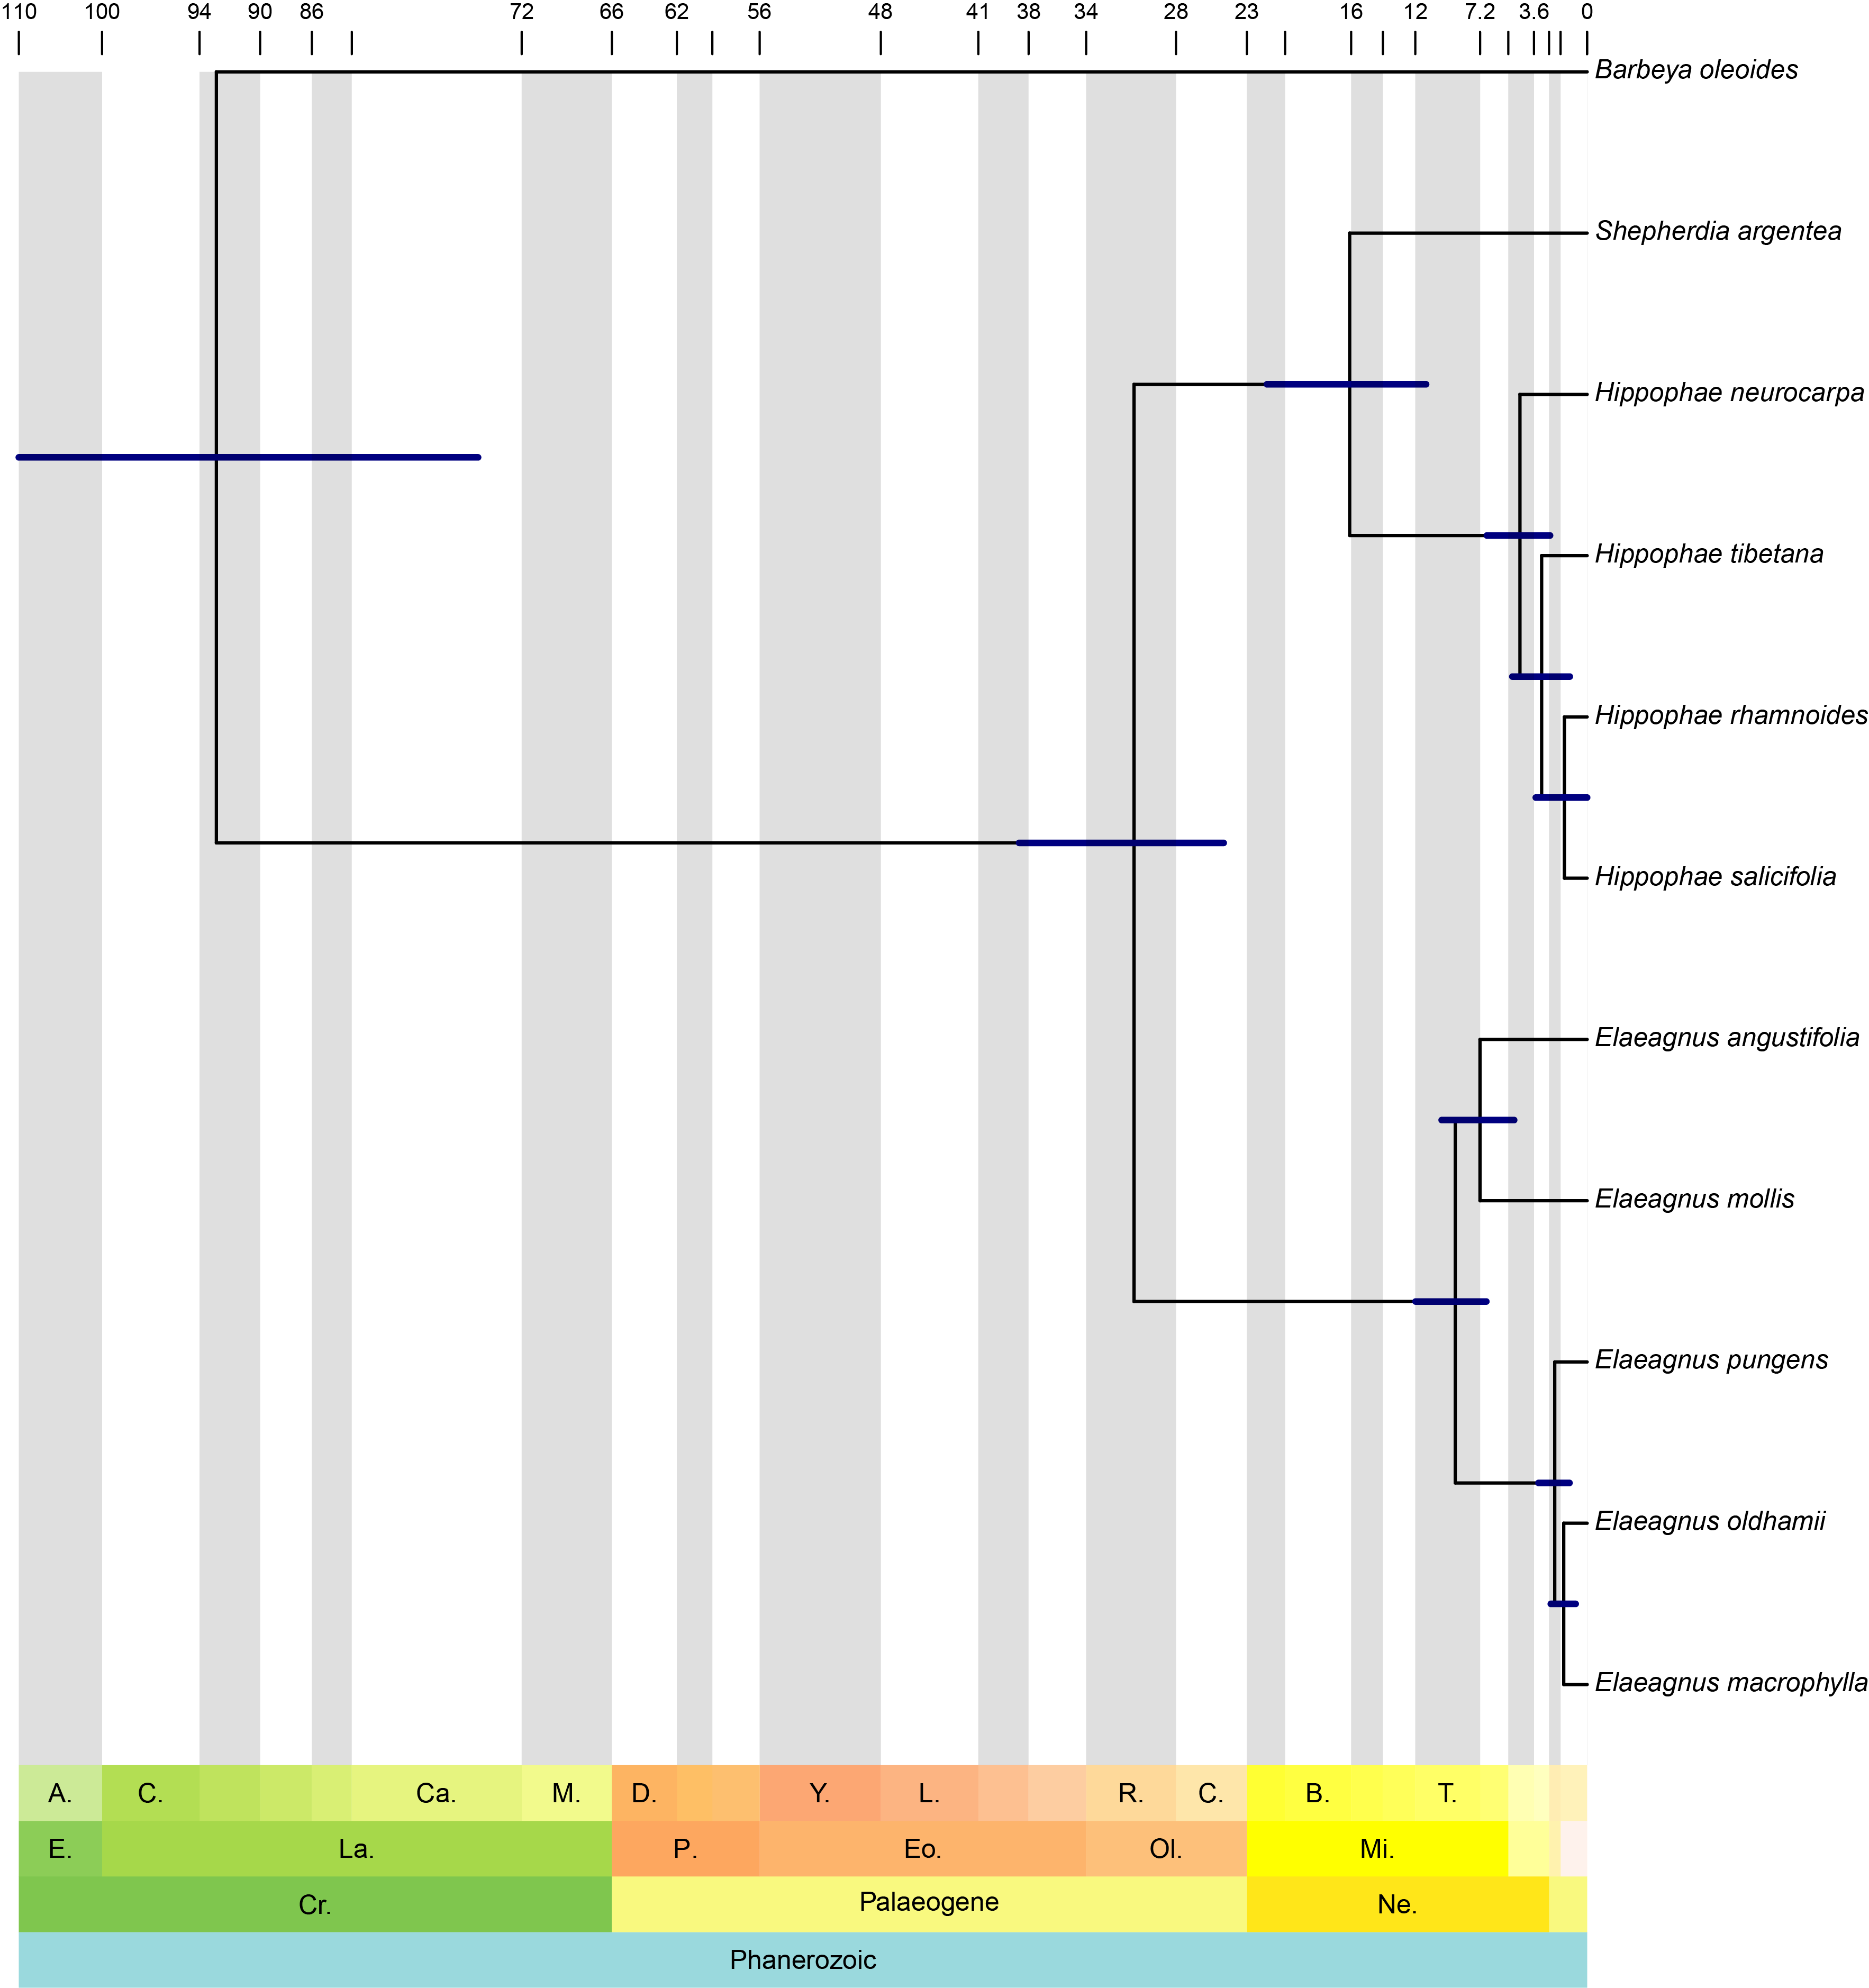 110 100 94 90 86 72 66 62 56 48 41 38 34 28 23 16 12 7.2 3.6 0
Barbeya oleoides
Shepherdia argentea
Hippophae neurocarpa
Hippophae tibetana
Hippophae rhamnoides
Hippophae salicifolia
Elaeagnus angustifolia
Elaeagnus mollis
Elaeagnus pungens
Elaeagnus oldhamii
Elaeagnus macrophylla
A. C. Ca. M. D. Y. L. R. C. B. T.
E. La. P. Eo. Ol. Mi.
Cr. Palaeogene Ne.
Phanerozoic